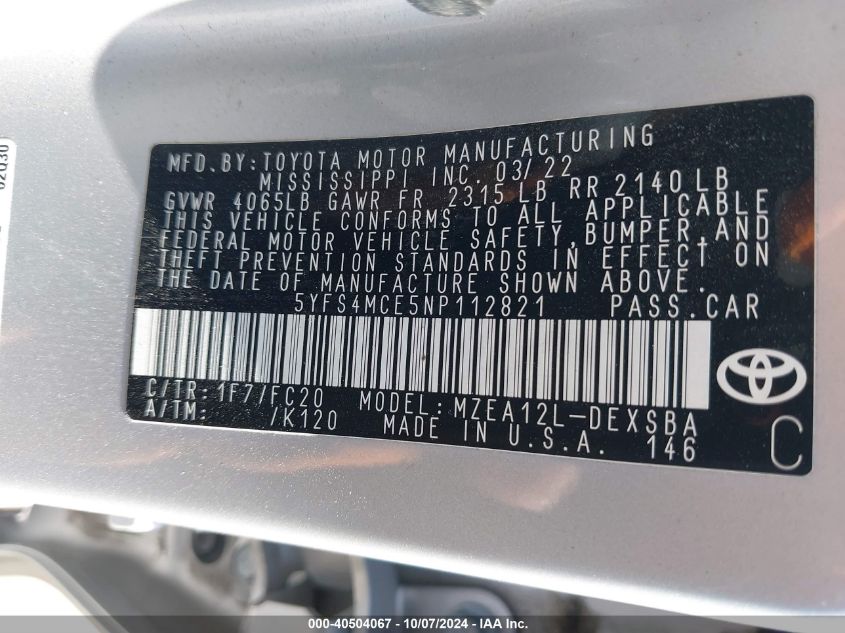 02Q30
MFD. BY: TOYOTA MOTOR MANUFACTURING
MISSISSIPPI INC. 03/22
GVWR 4065LB GAWR FR 2315 LB RR 2140 LB
THIS VEHICLE CONFORMS TO ALL APPLICABLE
FEDERAL MOTOR VEHICLE SAFETY, BUMPER, AND
THEFT PREVENTION STANDARDS IN EFFECT ON
THE DATE OF MANUFACTURE SHOWN ABOVE.
5YFS4MCE5NP112821 PASS. CAR
C/TR: 1F7/FC20 MODEL: MZEA12L-DEXSBA
A/TM: /K120 MADE IN U.S.A. 146
C
000-40504067 - 10/07/2024 - IAA Inc.